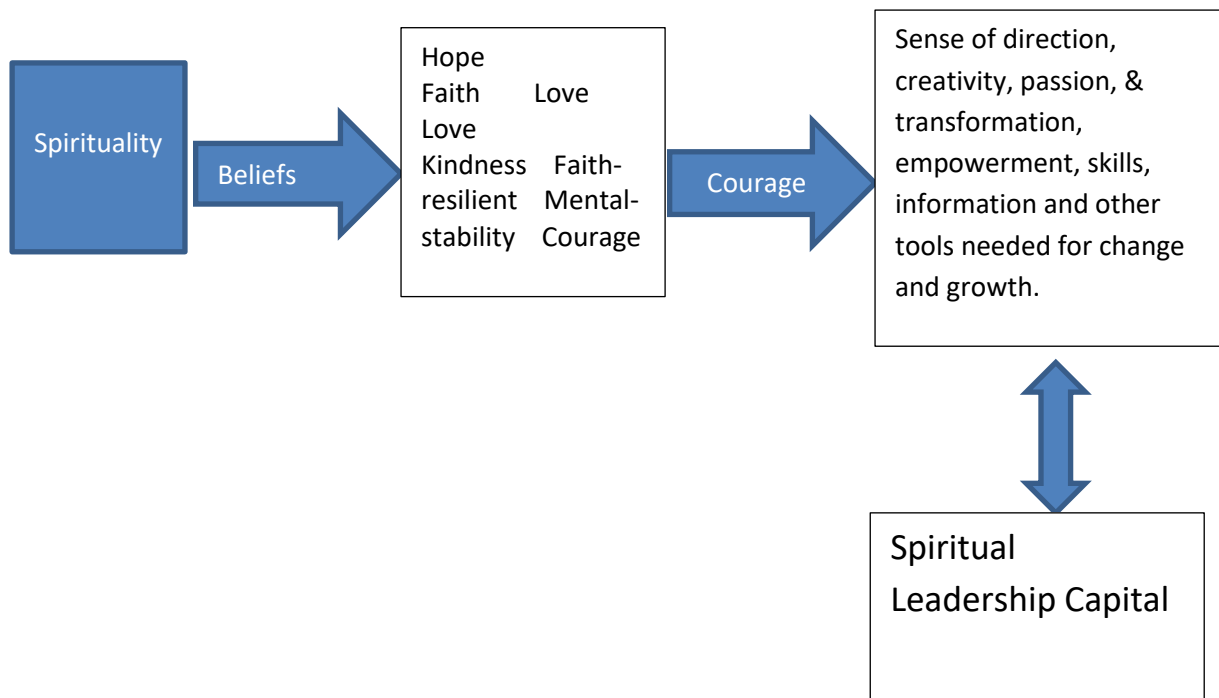 Spirituality
Beliefs
Hope
Faith Love
Love
Kindness Faith-
resilient Mental-
stability Courage
Courage
Sense of direction,
creativity, passion, &
transformation,
empowerment, skills,
information and other
tools needed for change
and growth.
Spiritual
Leadership Capital